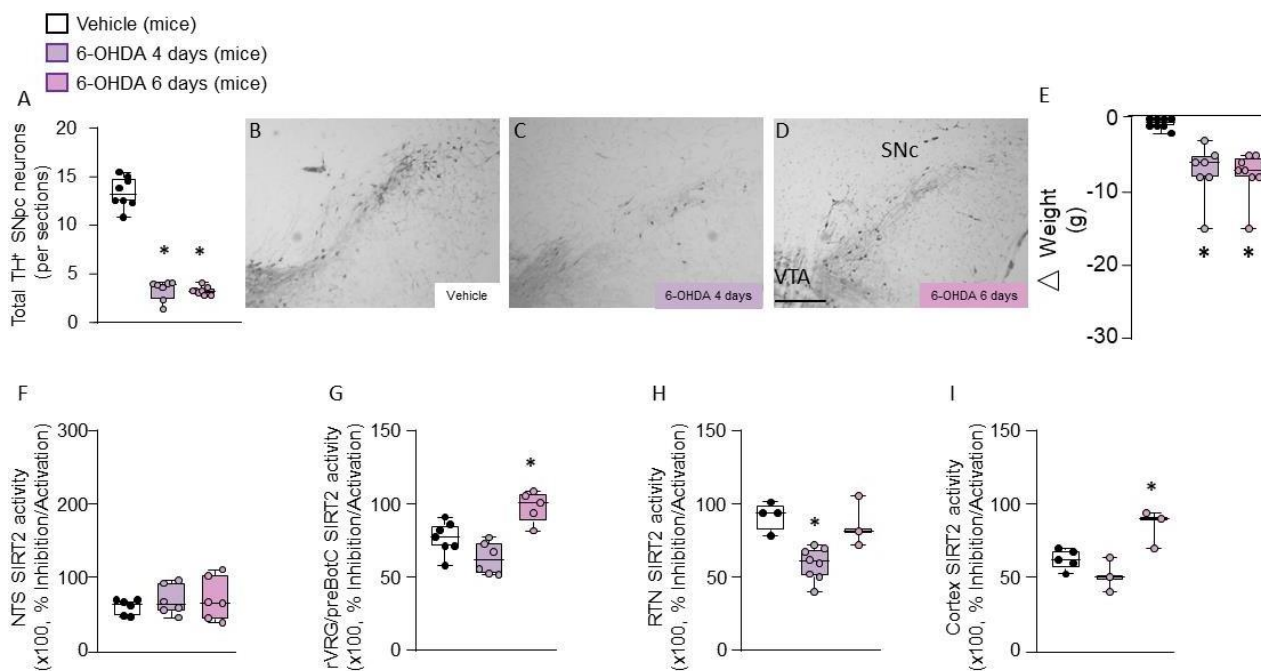 Vehicle (mice)
6-OHDA 4 days (mice)
6-OHDA 6 days (mice)
A
Total TH+ SNpc neurons
(per sections)
20
15
10
5
0
*
*
B
Vehicle
C
6-OHDA 4 days
D
SNc
VTA
6-OHDA 6 days
E
△ Weight
(g)
0
-10
-20
-30
*
*
F
NTS SIRT2 activity
(x100, % Inhibition/Activation)
300
200
100
0
G
rVRG/preBotC SIRT2 activity
(x100, % Inhibition/Activation)
150
100
50
0
*
H
RTN SIRT2 activity
(x100, % Inhibition/Activation)
150
100
50
0
*
I
Cortex SIRT2 activity
(x100, % Inhibition/Activation)
150
100
50
0
*